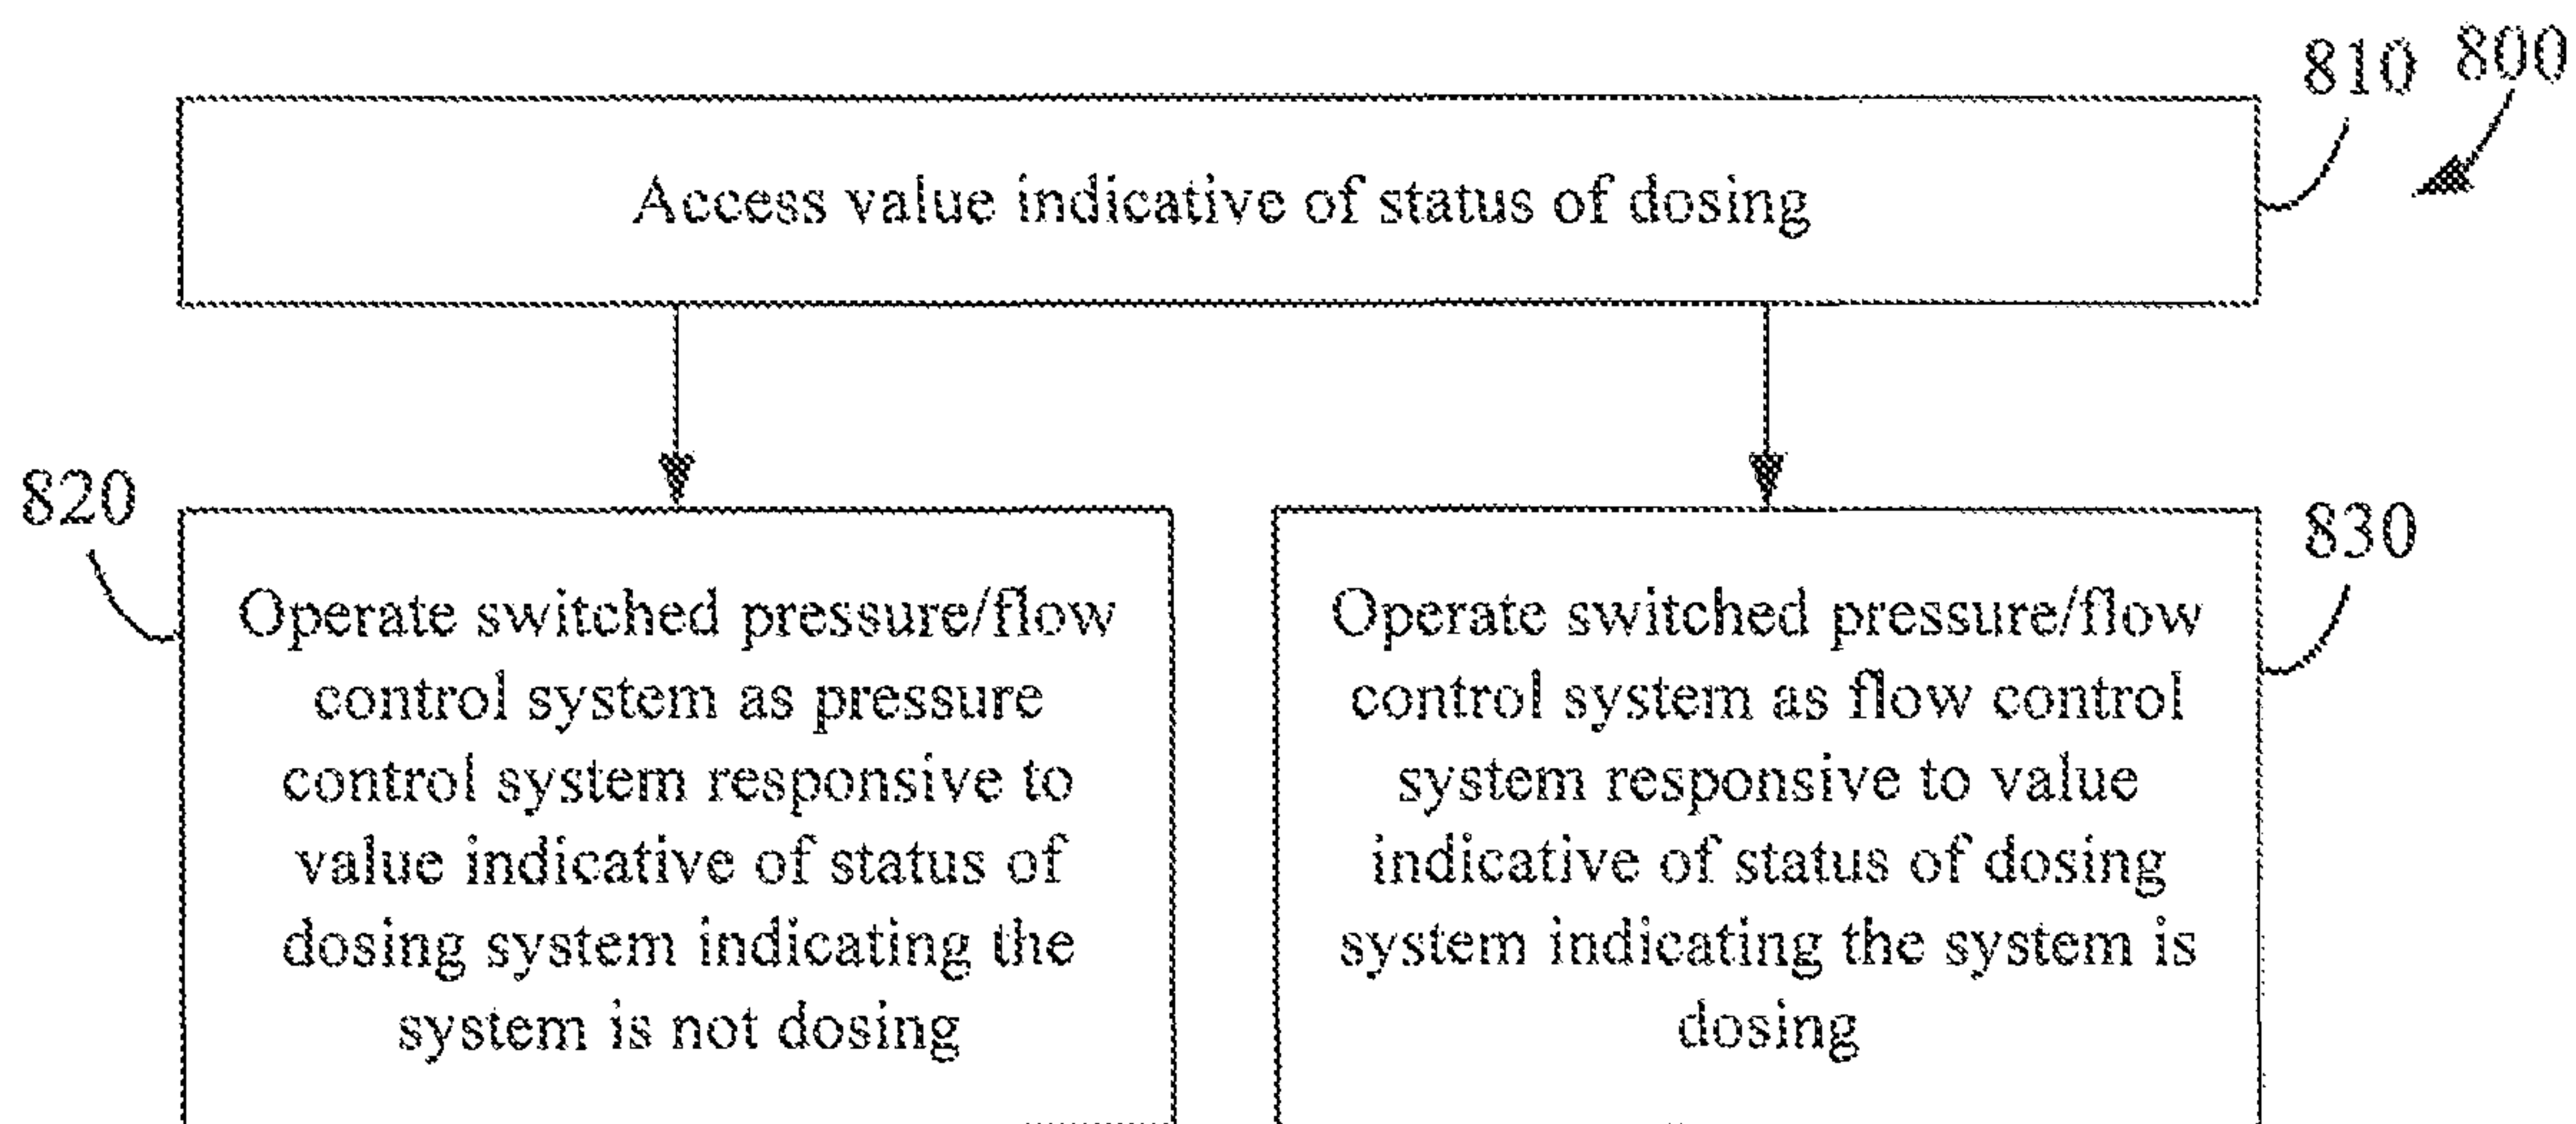 800
810
Access value indicative of status of dosing
820
830
Operate switched pressure/flow
control system as pressure
control system responsive to
value indicative of status of
dosing system indicating the
system is not dosing
Operate switched pressure/flow
control system as flow control
system responsive to value
indicative of status of dosing
system indicating the system is
dosing